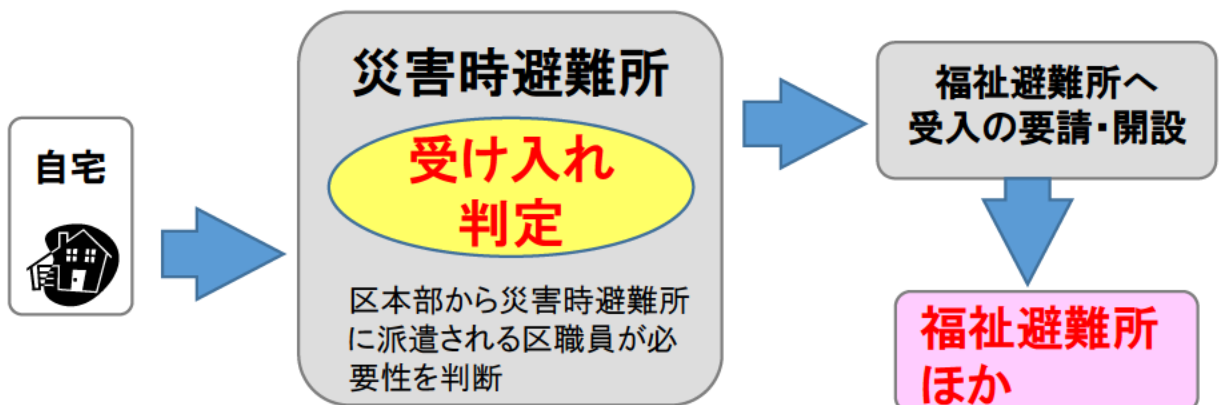 自宅
災害時避難所
受け入れ
判定
区本部から災害時避難所
に派遣される区職員が必
要性を判断
福祉避難所へ
受入の要請・開設
福祉避難所
ほか